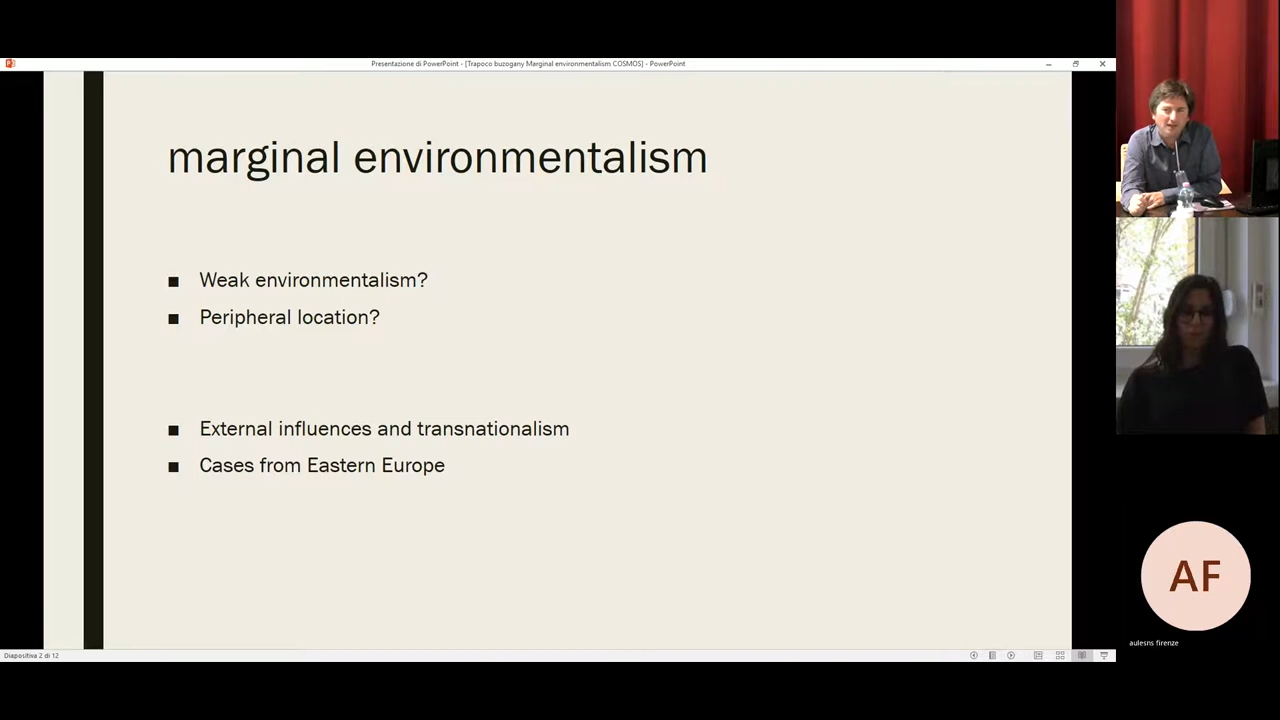 Presentazione di PowerPoint - [Trapoco buzogany Marginal environmentalism COSMOS] - PowerPoint
marginal environmentalism
■ Weak environmentalism?
■ Peripheral location?
■ External influences and transnationalism
■ Cases from Eastern Europe
Diapositiva 2 di 12
AF
aulesns firenze